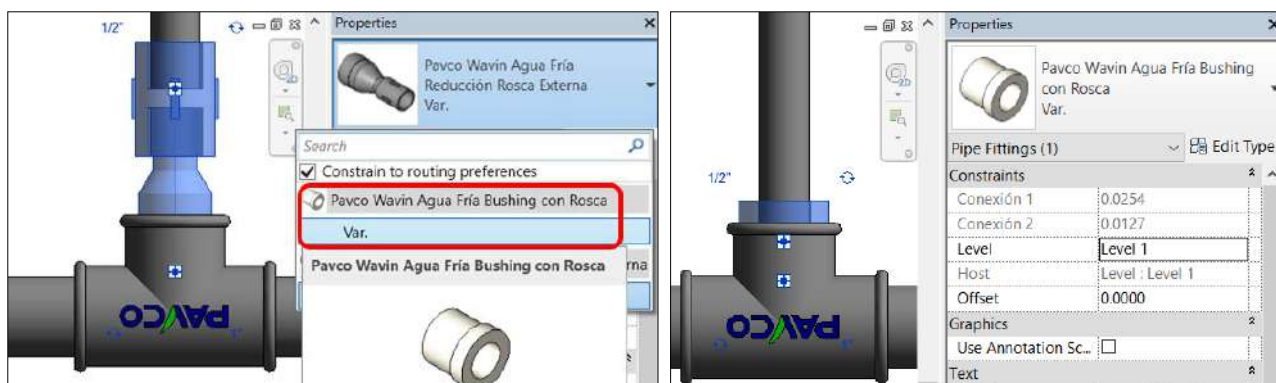 1/2"
Properties
Pavco Wavin Agua Fría
Reducción Rosca Externa
Var.
Search
Constrain to routing preferences
Pavco Wavin Agua Fría Bushing con Rosca
Var.
Pavco Wavin Agua Fría Bushing con Rosca
rna
PAVCO
2D
1/2"
Properties
Pavco Wavin Agua Fría Bushing
con Rosca
Var.
Pipe Fittings (1)
Edit Type
Constraints
Conexión 1 0.0254
Conexión 2 0.0127
Level Level 1
Host Level : Level 1
Offset 0.0000
Graphics
Use Annotation Sc...
Text
PAVCO
2D